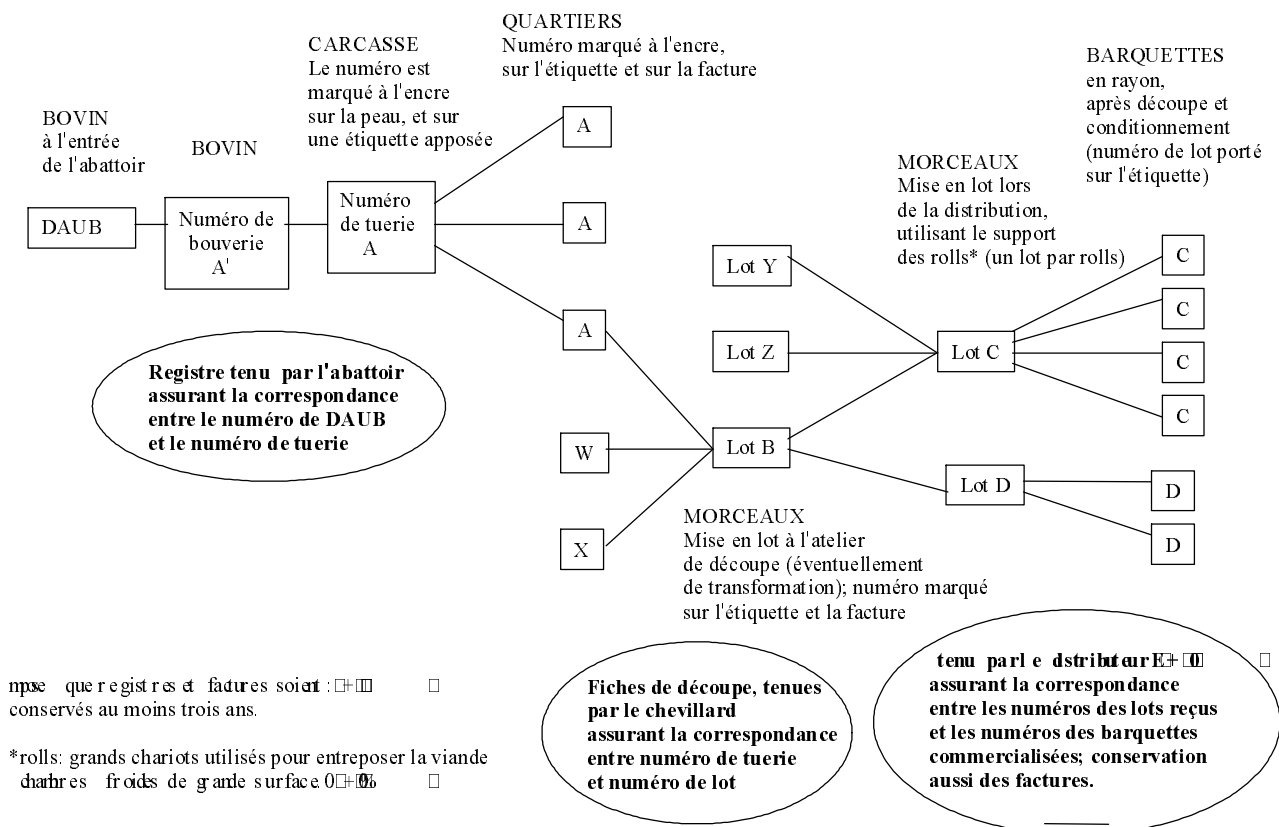 QUARTIERS
Numéro marqué à l'encre,
sur l'étiquette et sur la facture
CARCASSE
Le numéro est
marqué à l'encre
sur la peau, et sur
une étiquette apposée
BARQUETTES
en rayon,
après découpe et
conditionnement
(numéro de lot porté
sur l'étiquette)
BOVIN
à l'entrée
de l'abattoir
BOVIN
MORCEAUX
Mise en lot lors
de la distribution,
utilisant le support
des rolls* (un lot par rolls)
DAUB
Numéro de
bouverie
A'
Numéro
de tuerie
A
A
A
A
W
X
Lot Y
Lot Z
Lot B
Lot C
Lot D
C
C
C
C
D
D
Registre tenu par l'abattoir
assurant la correspondance
entre le numéro de DAUB
et le numéro de tuerie
MORCEAUX
Mise en lot à l'atelier
de découpe (éventuellement
de transformation); numéro marqué
sur l'étiquette et la facture
Fiches de découpe, tenues
par le chevillard
assurant la correspondance
entre numéro de tuerie
et numéro de lot
tenu par le distributeur
assurant la correspondance
entre les numéros des lots reçus
et les numéros des barquettes
commercialisées; conservation
aussi des factures.
que registres et factures soient :
conservés au moins trois ans.
*rolls: grands chariots utilisés pour entreposer la viande
froides de grande surface.